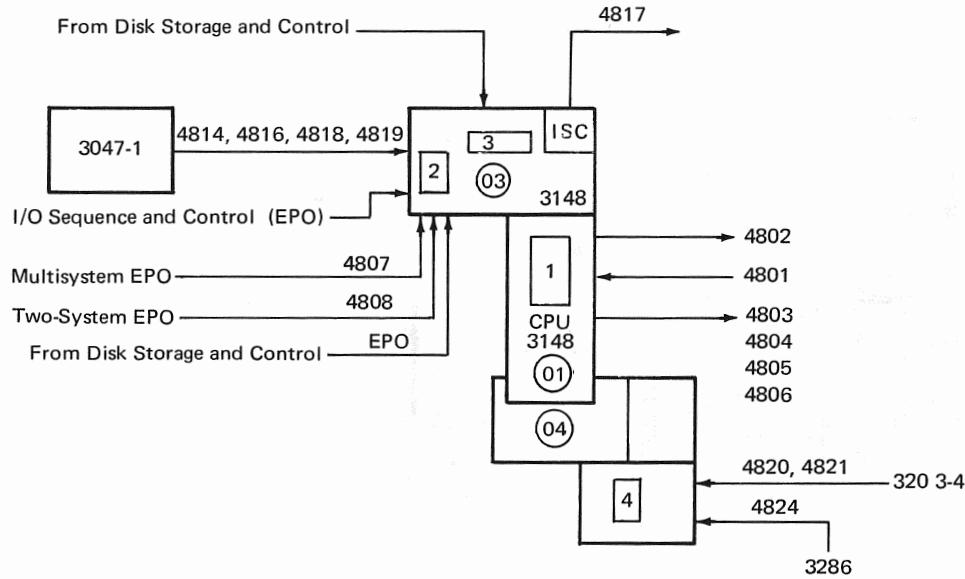 4817
From Disk Storage and Control
3047-1
4814, 4816, 4818, 4819
ISC
3
2
03
3148
I/O Sequence and Control (EPO)
4802
Multisystem EPO
4807
1
4801
Two-System EPO
4808
CPU
3148
4803
From Disk Storage and Control
EPO
4804
01
4805
4806
04
4820, 4821
320 3-4
4
4824
3286